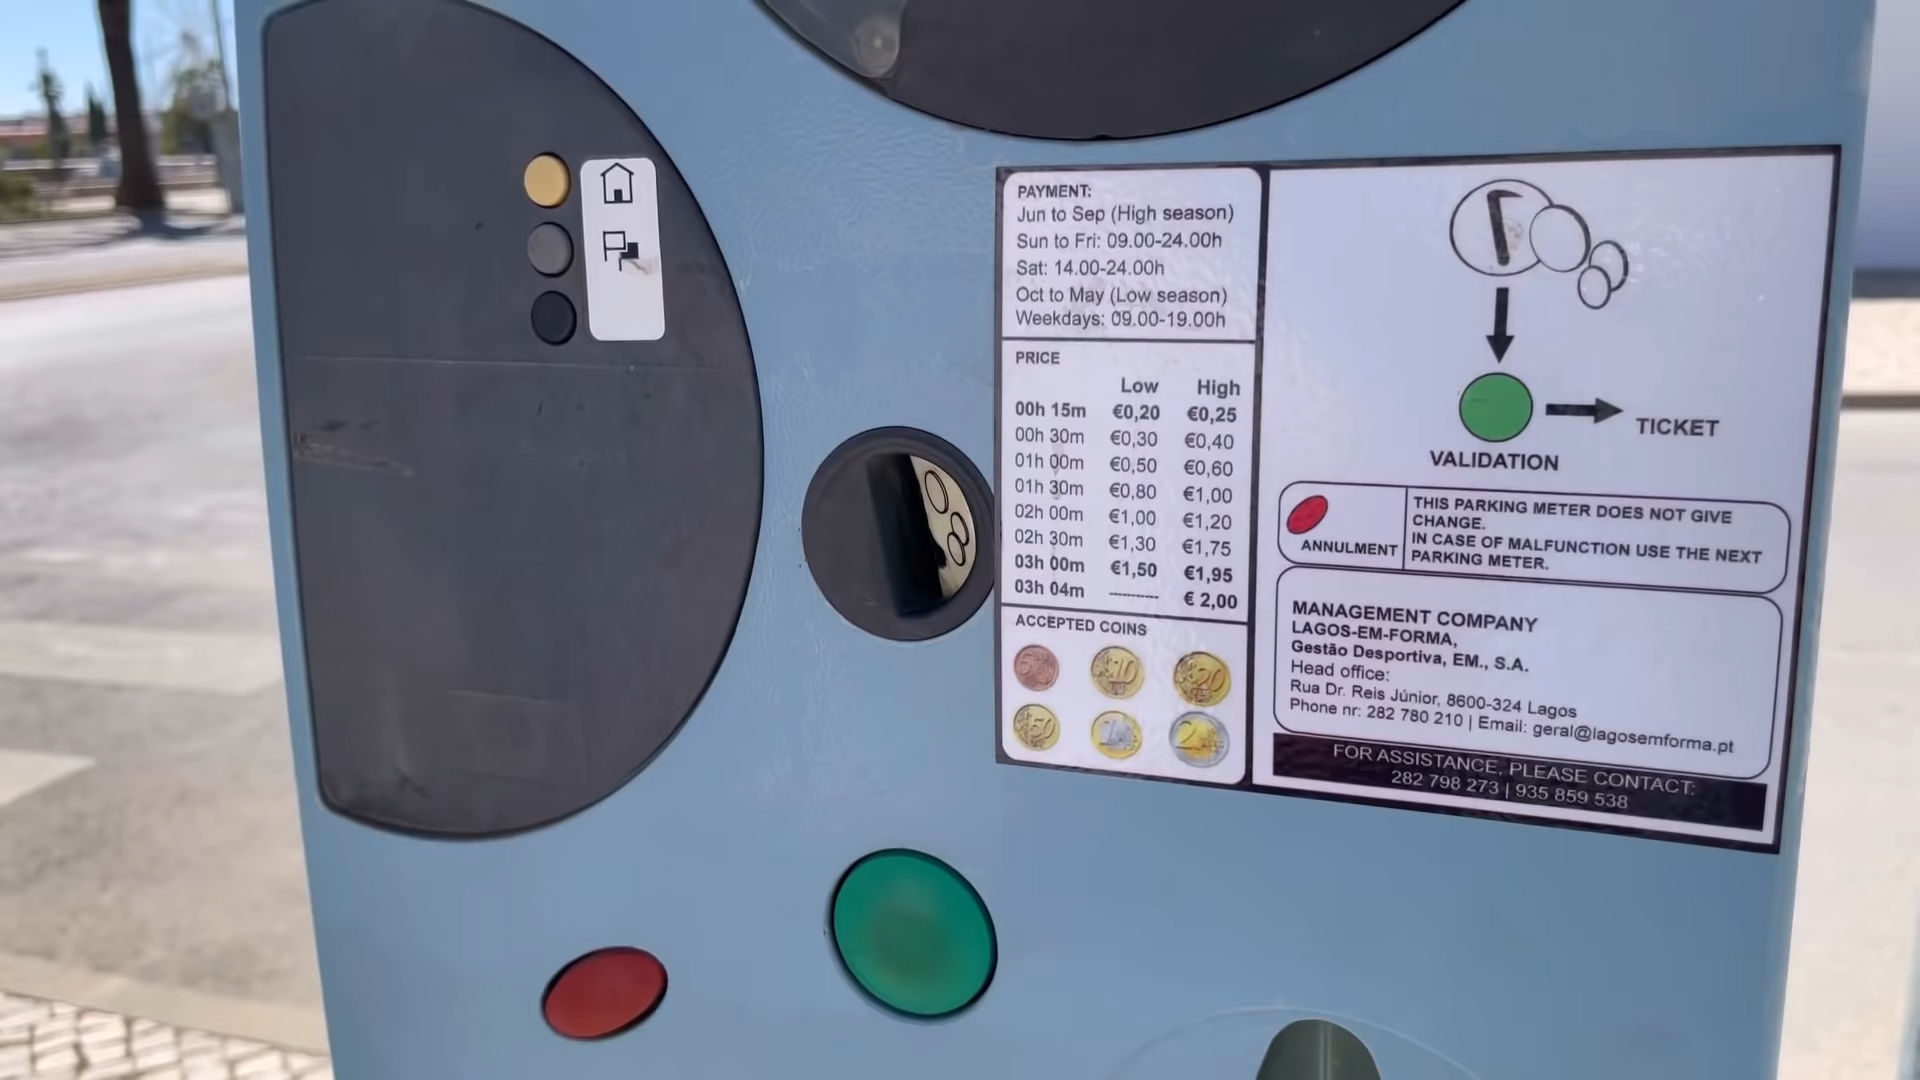 PAYMENT:
Jun to Sep (High season)
Sun to Fri: 09.00-24.00h
Sat: 14.00-24.00h
Oct to May (Low season)
Weekdays: 09.00-19.00h
PRICE
Low High
00h 15m €0,20 €0,25
00h 30m €0,30 €0,40
01h 00m €0,50 €0,60
01h 30m €0,80 €1,00
02h 00m €1,00 €1,20
02h 30m €1,30 €1,75
03h 00m €1,50 €1,95
03h 04m ---------- € 2,00
ACCEPTED COINS
5 10 20
50 1 2
TICKET
VALIDATION
ANNULMENT
THIS PARKING METER DOES NOT GIVE
CHANGE.
IN CASE OF MALFUNCTION USE THE NEXT
PARKING METER.
MANAGEMENT COMPANY
LAGOS-EM-FORMA,
Gestão Desportiva, EM., S.A.
Head office:
Rua Dr. Reis Júnior, 8600-324 Lagos
Phone nr: 282 780 210 | Email: geral@lagosemforma.pt
FOR ASSISTANCE, PLEASE CONTACT:
282 798 273 | 935 859 538